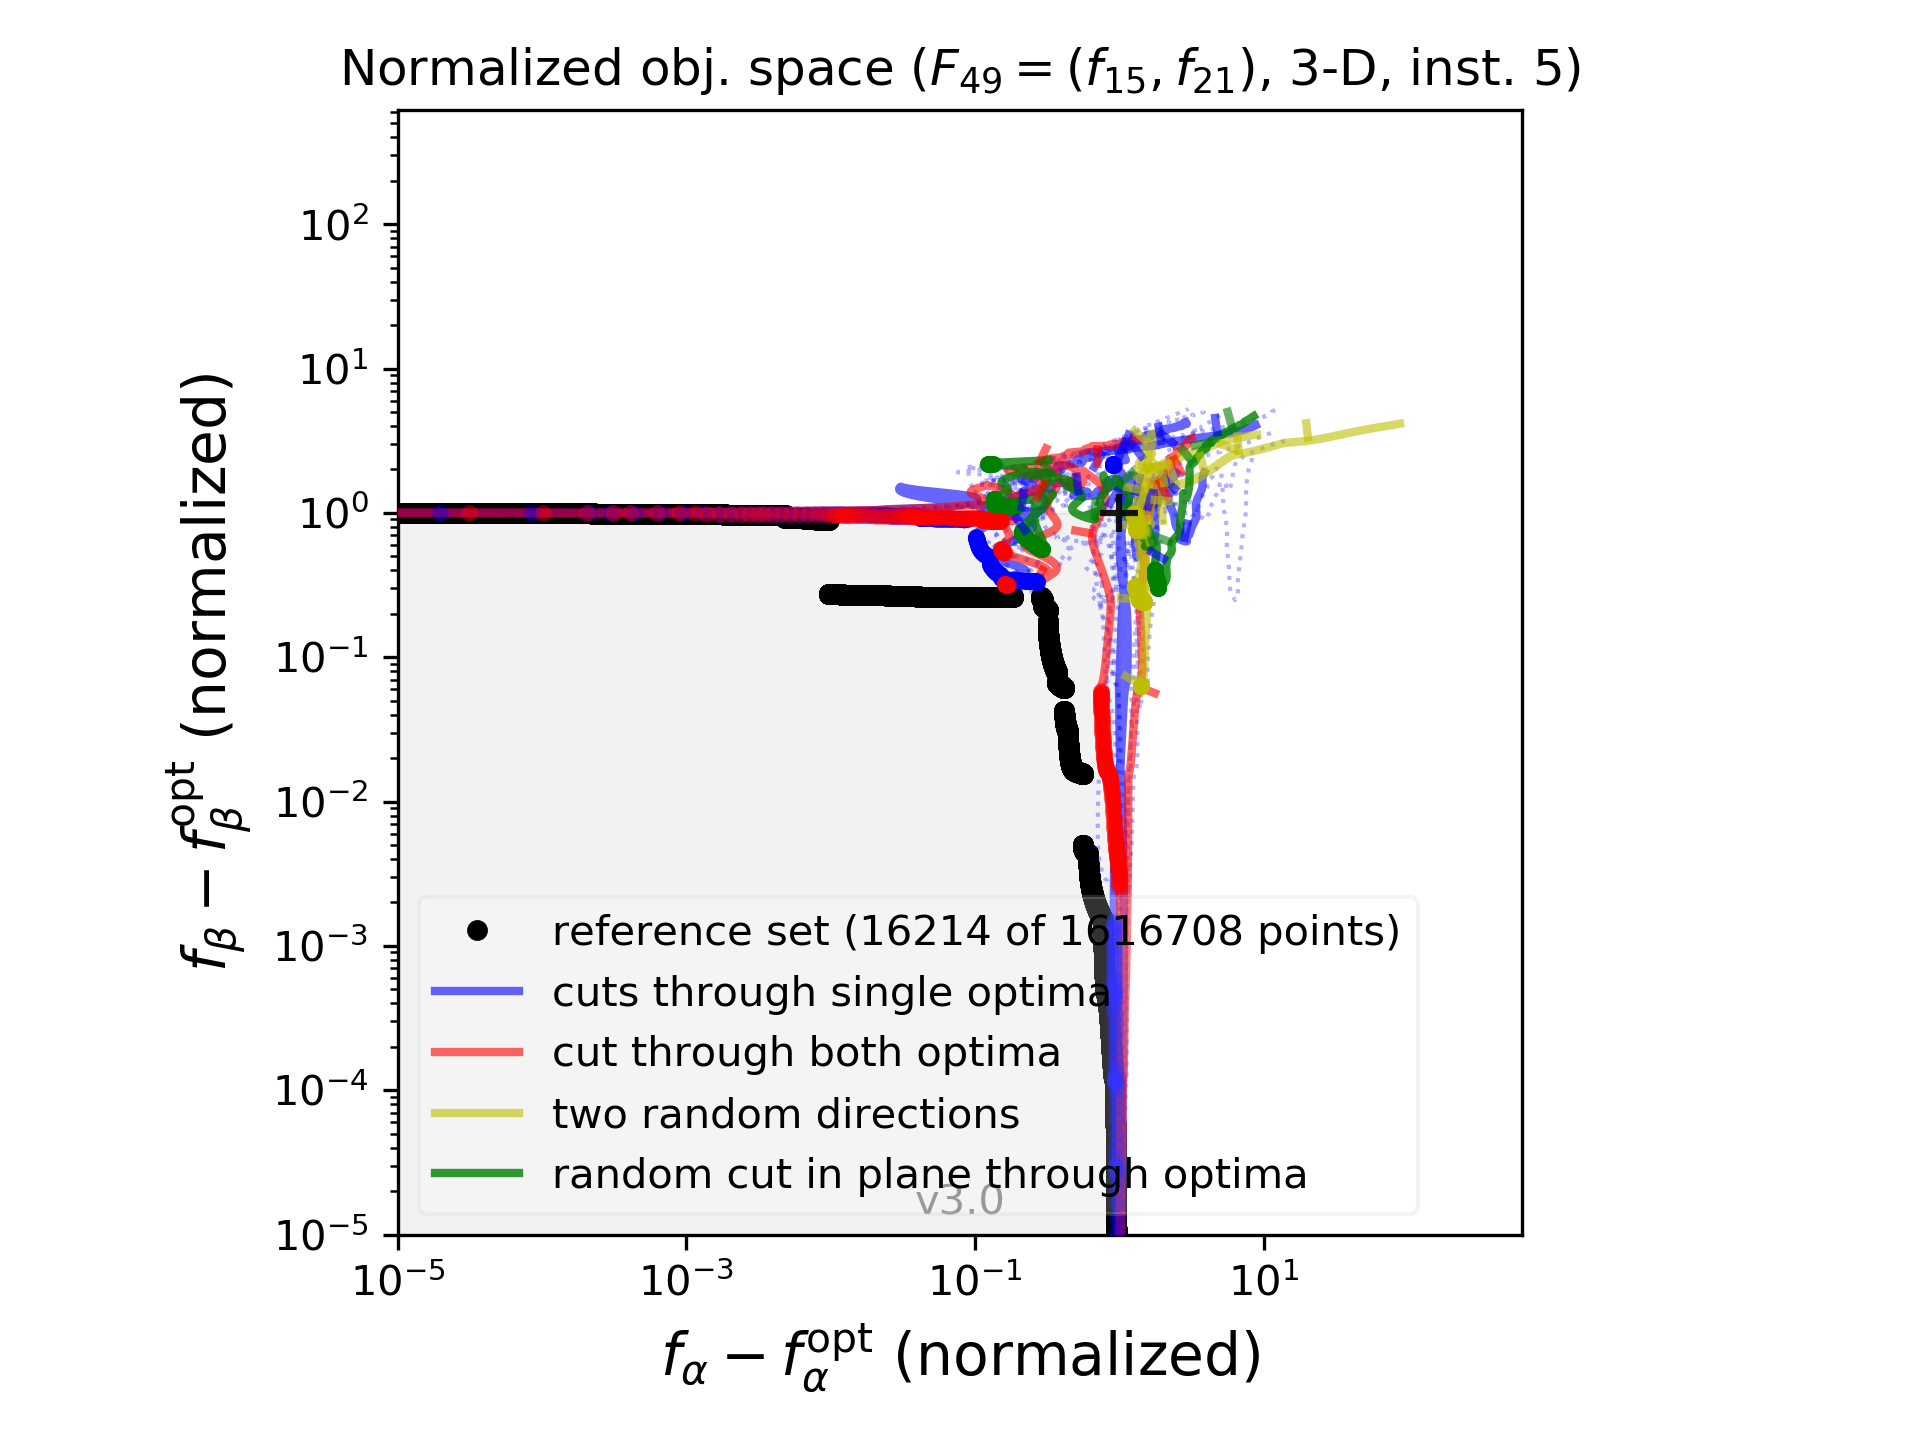 Normalized obj. space (F₄₉ = (f₁₅, f₂₁), 3-D, inst. 5)
f_β − f_β^opt (normalized)
10²
10¹
10⁰
10⁻¹
10⁻²
10⁻³
10⁻⁴
10⁻⁵
reference set (16214 of 1616708 points)
cuts through single optima
cut through both optima
two random directions
random cut in plane through optima
v3.0
10⁻⁵ 10⁻³ 10⁻¹ 10¹
f_α − f_α^opt (normalized)